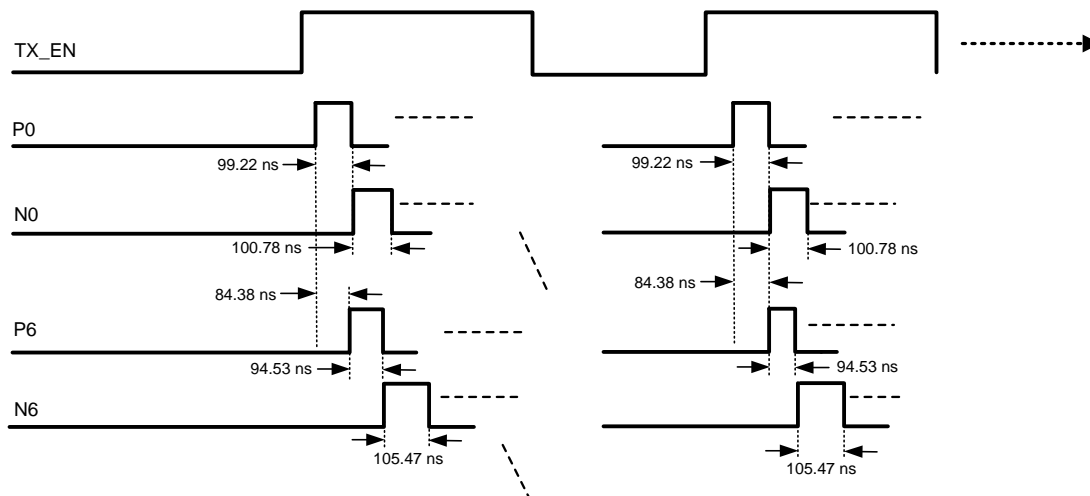 TX_EN
P0
99.22 ns
99.22 ns
N0
100.78 ns
100.78 ns
84.38 ns
84.38 ns
P6
94.53 ns
94.53 ns
N6
105.47 ns
105.47 ns